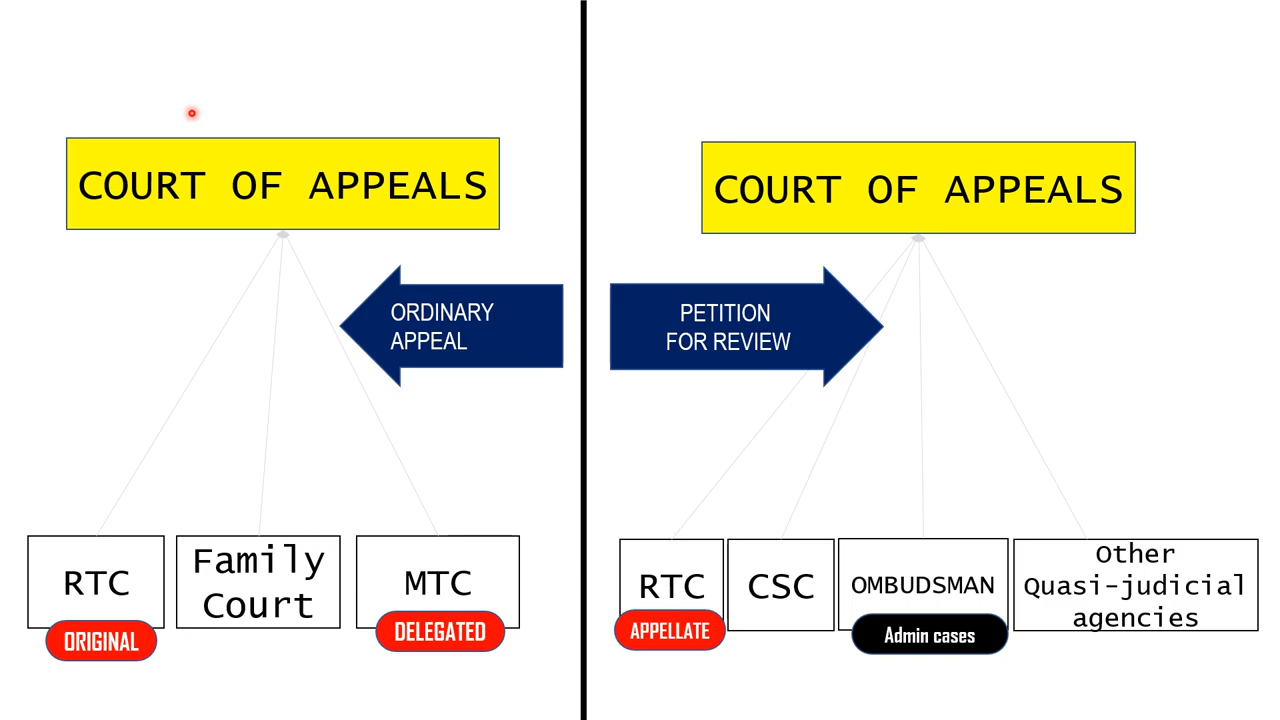 COURT OF APPEALS
ORDINARY
APPEAL
RTC
ORIGINAL
Family
Court
MTC
DELEGATED
COURT OF APPEALS
PETITION
FOR REVIEW
RTC
APPELLATE
CSC
OMBUDSMAN
Admin cases
Other
Quasi-judicial
agencies